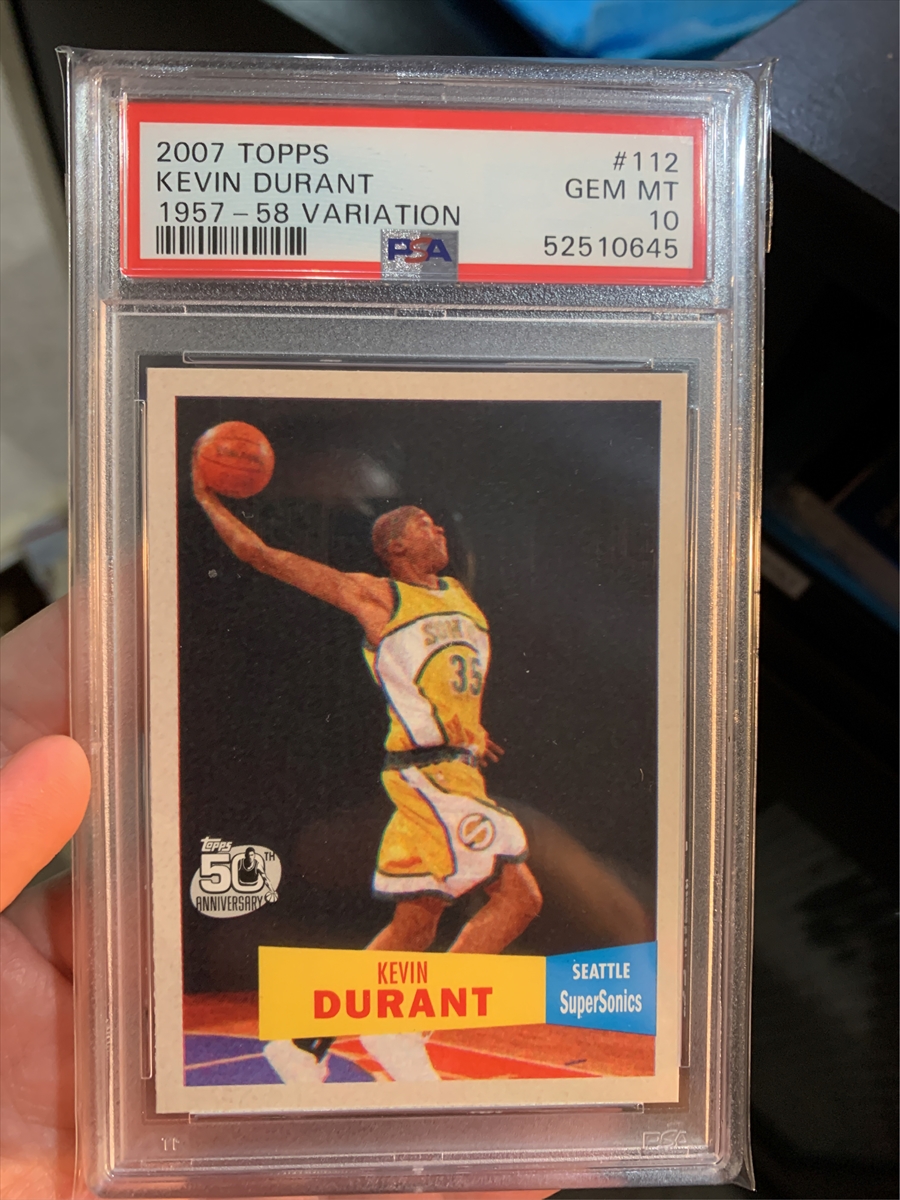 2007 TOPPS #112
KEVIN DURANT GEM MT
1957-58 VARIATION 10
PSA 52510645
35
Topps
50TH
ANNIVERSARY
KEVIN
DURANT
SEATTLE
SuperSonics
PSA